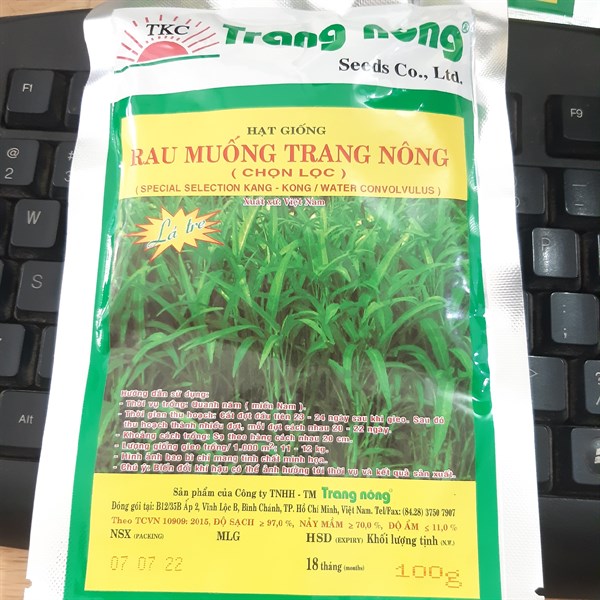 TKC
Trang nông®
Seeds Co., Ltd.
HẠT GIỐNG
RAU MUỐNG TRANG NÔNG
( CHỌN LỌC )
( SPECIAL SELECTION KANG - KONG / WATER CONVOLVULUS )
Xuất xứ: Việt Nam
Lá tre
Hướng dẫn sử dụng:
- Thời vụ trồng: Quanh năm ( miền Nam ).
- Thời gian thu hoạch: Cắt đợt đầu tiên 23 - 24 ngày sau khi gieo. Sau đó
thu hoạch thành nhiều đợt, mỗi đợt cách nhau 20 - 22 ngày.
- Khoảng cách trồng: Sạ theo hàng cách nhau 20 cm.
- Lượng giống gieo trồng/ 1.000 m²: 11 - 12 kg.
- Hình ảnh bao bì chỉ mang tính chất minh họa.
- Chú ý: Biến đổi khí hậu có thể ảnh hưởng tới thời vụ và kết quả sản xuất.
Sản phẩm của Công ty TNHH - TM Trang nông®
Đóng gói tại: B12/35B Ấp 2, Vĩnh Lộc B, Bình Chánh, TP. Hồ Chí Minh, Việt Nam. Tel/Fax: (84.28) 3750 7907
Theo TCVN 10909: 2015, ĐỘ SẠCH ≥ 97,0 %, NẢY MẦM ≥ 70,0 %, ĐỘ ẨM ≤ 11,0 %
NSX (PACKING) MLG HSD (EXPIRY) Khối lượng tịnh (N.W.)
07 07 22 18 tháng (months) 100g
F1
F9
@
2
W
S
X
Alt